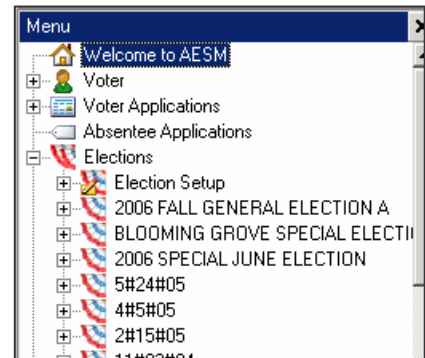 Menu
Welcome to AESM
Voter
Voter Applications
Absentee Applications
Elections
Election Setup
2006 FALL GENERAL ELECTION A
BLOOMING GROVE SPECIAL ELECTI
2006 SPECIAL JUNE ELECTION
5#24#05
4#5#05
2#15#05